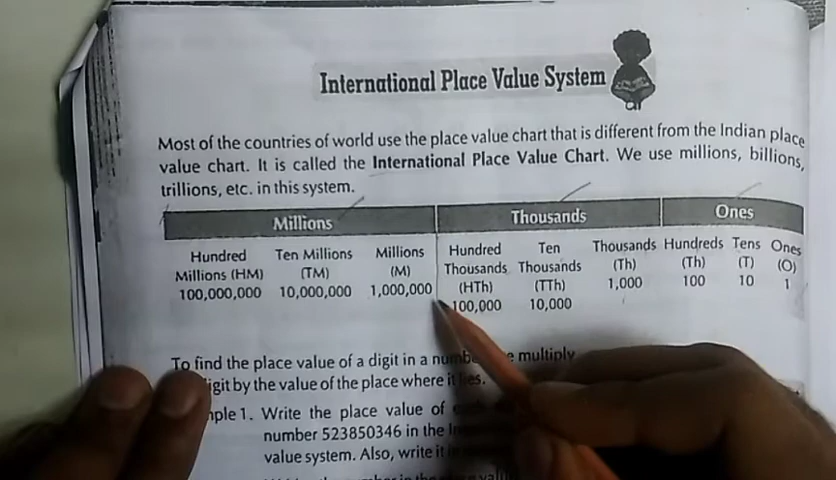 International Place Value System
Most of the countries of world use the place value chart that is different from the Indian place
value chart. It is called the International Place Value Chart. We use millions, billions,
trillions, etc. in this system.
Millions Thousands Ones
Hundred Millions (HM) 100,000,000
Ten Millions (TM) 10,000,000
Millions (M) 1,000,000
Hundred Thousands (HTh) 100,000
Ten Thousands (TTh) 10,000
Thousands (Th) 1,000
Hundreds (Th) 100
Tens (T) 10
Ones (O) 1
To find the place value of a digit in a multiply
digit by the value of the place where it lies.
1. Write the place value of
number 523850346 in the
value system. Also, write it